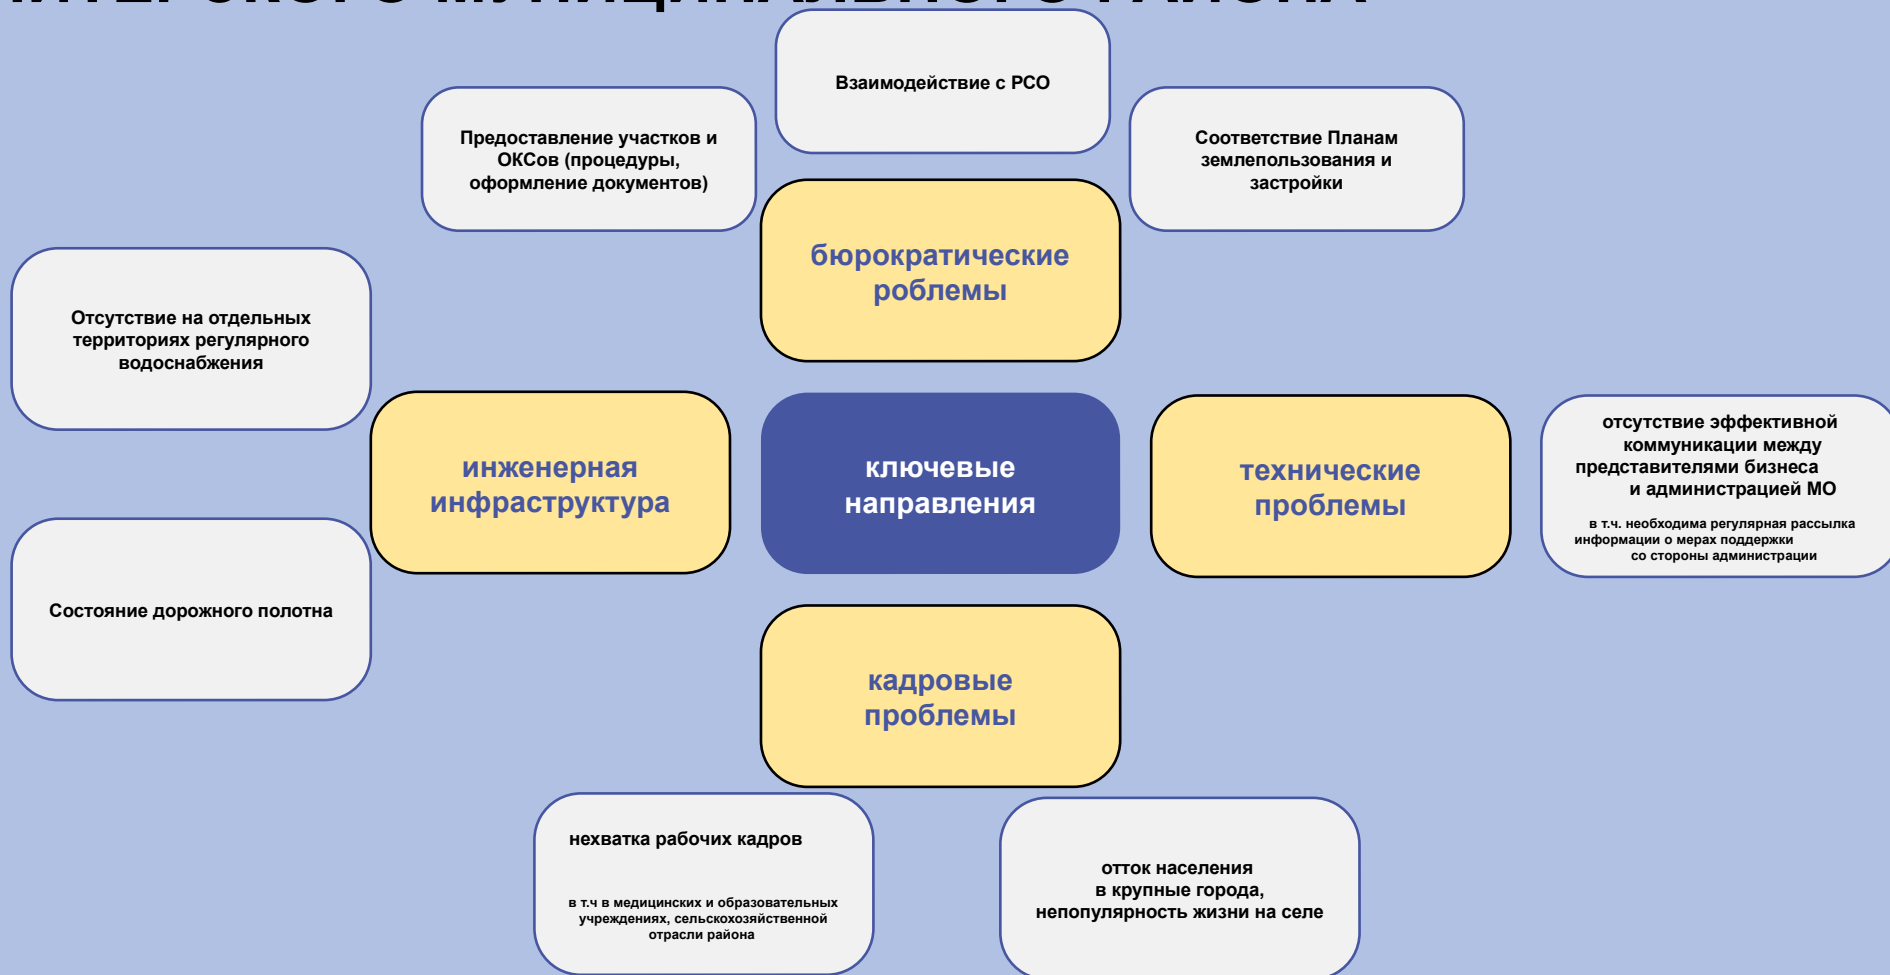 МУНИЦИПАЛЬНОГО РАЙОНА
Взаимодействие с РСО
Предоставление участков и
ОКСов (процедуры,
оформление документов)
Соответствие Планам
землепользования и
застройки
бюрократические
роблемы
Отсутствие на отдельных
территориях регулярного
водоснабжения
инженерная
инфраструктура
ключевые
направления
технические
проблемы
отсутствие эффективной
коммуникации между
представителями бизнеса
и администрацией МО
в т.ч. необходима регулярная рассылка
информации о мерах поддержки
со стороны администрации
Состояние дорожного полотна
кадровые
проблемы
нехватка рабочих кадров
в т.ч в медицинских и образовательных
учреждениях, сельскохозяйственной
отрасли района
отток населения
в крупные города,
непопулярность жизни на селе